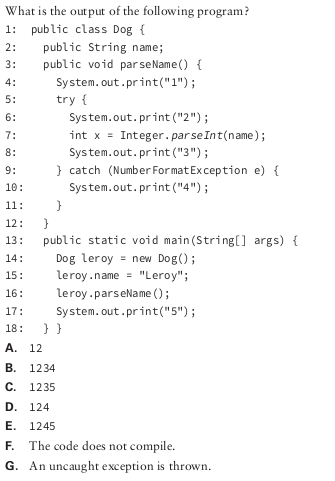 What is the output of the following program?
1: public class Dog {
2: public String name;
3: public void parseName() {
4: System.out.print("1");
5: try {
6: System.out.print("2");
7: int x = Integer.parseInt(name);
8: System.out.print("3");
9: } catch (NumberFormatException e) {
10: System.out.print("4");
11: }
12: }
13: public static void main(String[] args) {
14: Dog leroy = new Dog();
15: leroy.name = "Leroy";
16: leroy.parseName();
17: System.out.print("5");
18: } }
A. 12
B. 1234
C. 1235
D. 124
E. 1245
F. The code does not compile.
G. An uncaught exception is thrown.